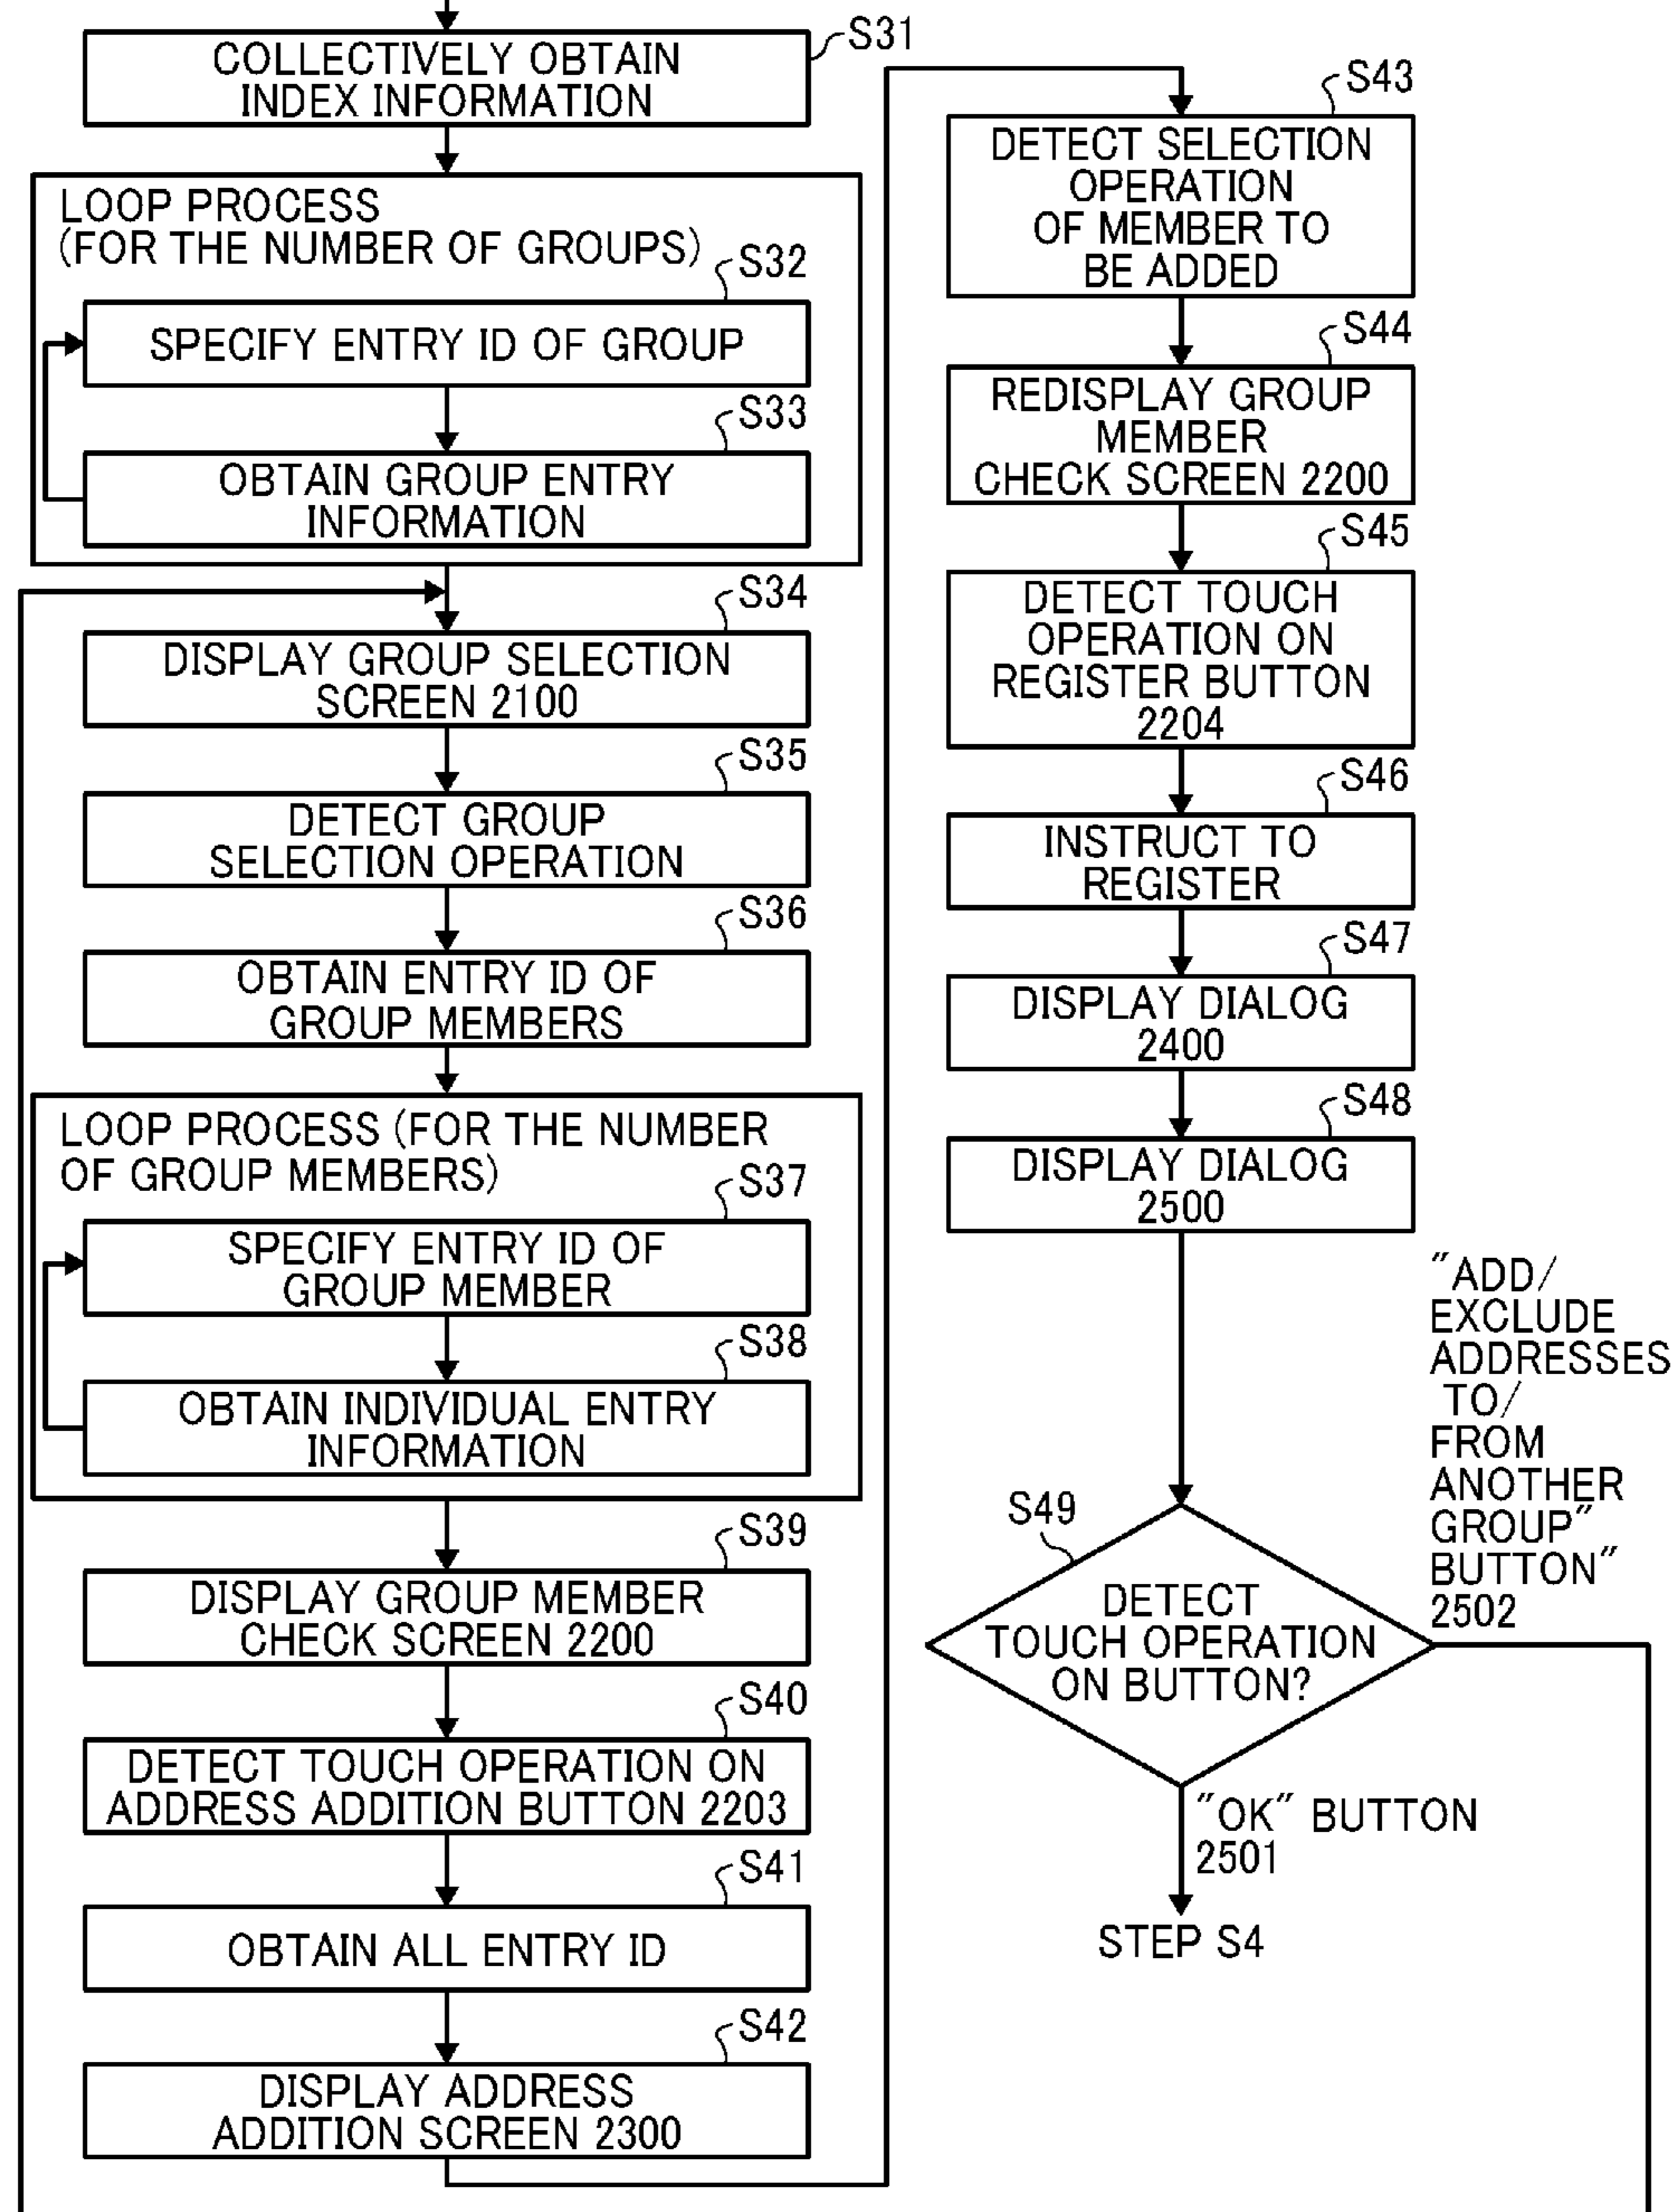 S31
COLLECTIVELY OBTAIN
INDEX INFORMATION
LOOP PROCESS
(FOR THE NUMBER OF GROUPS)
S32
SPECIFY ENTRY ID OF GROUP
S33
OBTAIN GROUP ENTRY
INFORMATION
S34
DISPLAY GROUP SELECTION
SCREEN 2100
S35
DETECT GROUP
SELECTION OPERATION
S36
OBTAIN ENTRY ID OF
GROUP MEMBERS
LOOP PROCESS (FOR THE NUMBER
OF GROUP MEMBERS)
S37
SPECIFY ENTRY ID OF
GROUP MEMBER
S38
OBTAIN INDIVIDUAL ENTRY
INFORMATION
S39
DISPLAY GROUP MEMBER
CHECK SCREEN 2200
S40
DETECT TOUCH OPERATION ON
ADDRESS ADDITION BUTTON 2203
S41
OBTAIN ALL ENTRY ID
S42
DISPLAY ADDRESS
ADDITION SCREEN 2300
S43
DETECT SELECTION
OPERATION
OF MEMBER TO
BE ADDED
S44
REDISPLAY GROUP
MEMBER
CHECK SCREEN 2200
S45
DETECT TOUCH
OPERATION ON
REGISTER BUTTON
2204
S46
INSTRUCT TO
REGISTER
S47
DISPLAY DIALOG
2400
S48
DISPLAY DIALOG
2500
S49
DETECT
TOUCH OPERATION
ON BUTTON?
"ADD/
EXCLUDE
ADDRESSES
TO/
FROM
ANOTHER
GROUP"
BUTTON"
2502
"OK" BUTTON
2501
STEP S4